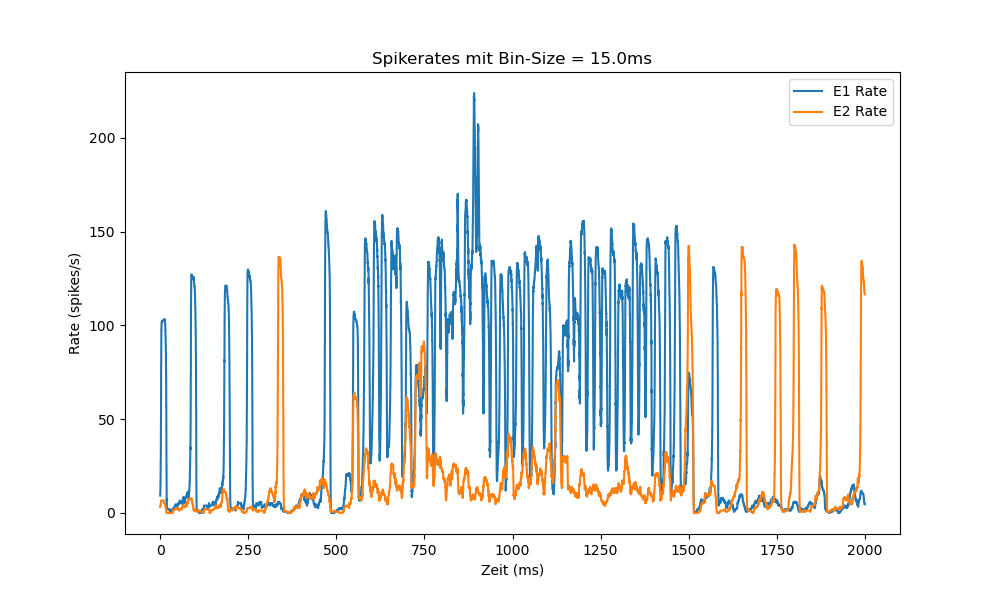 Spikerates mit Bin-Size = 15.0ms
E1 Rate
E2 Rate
Rate (spikes/s)
200
150
100
50
0
0 250 500 750 1000 1250 1500 1750 2000
Zeit (ms)